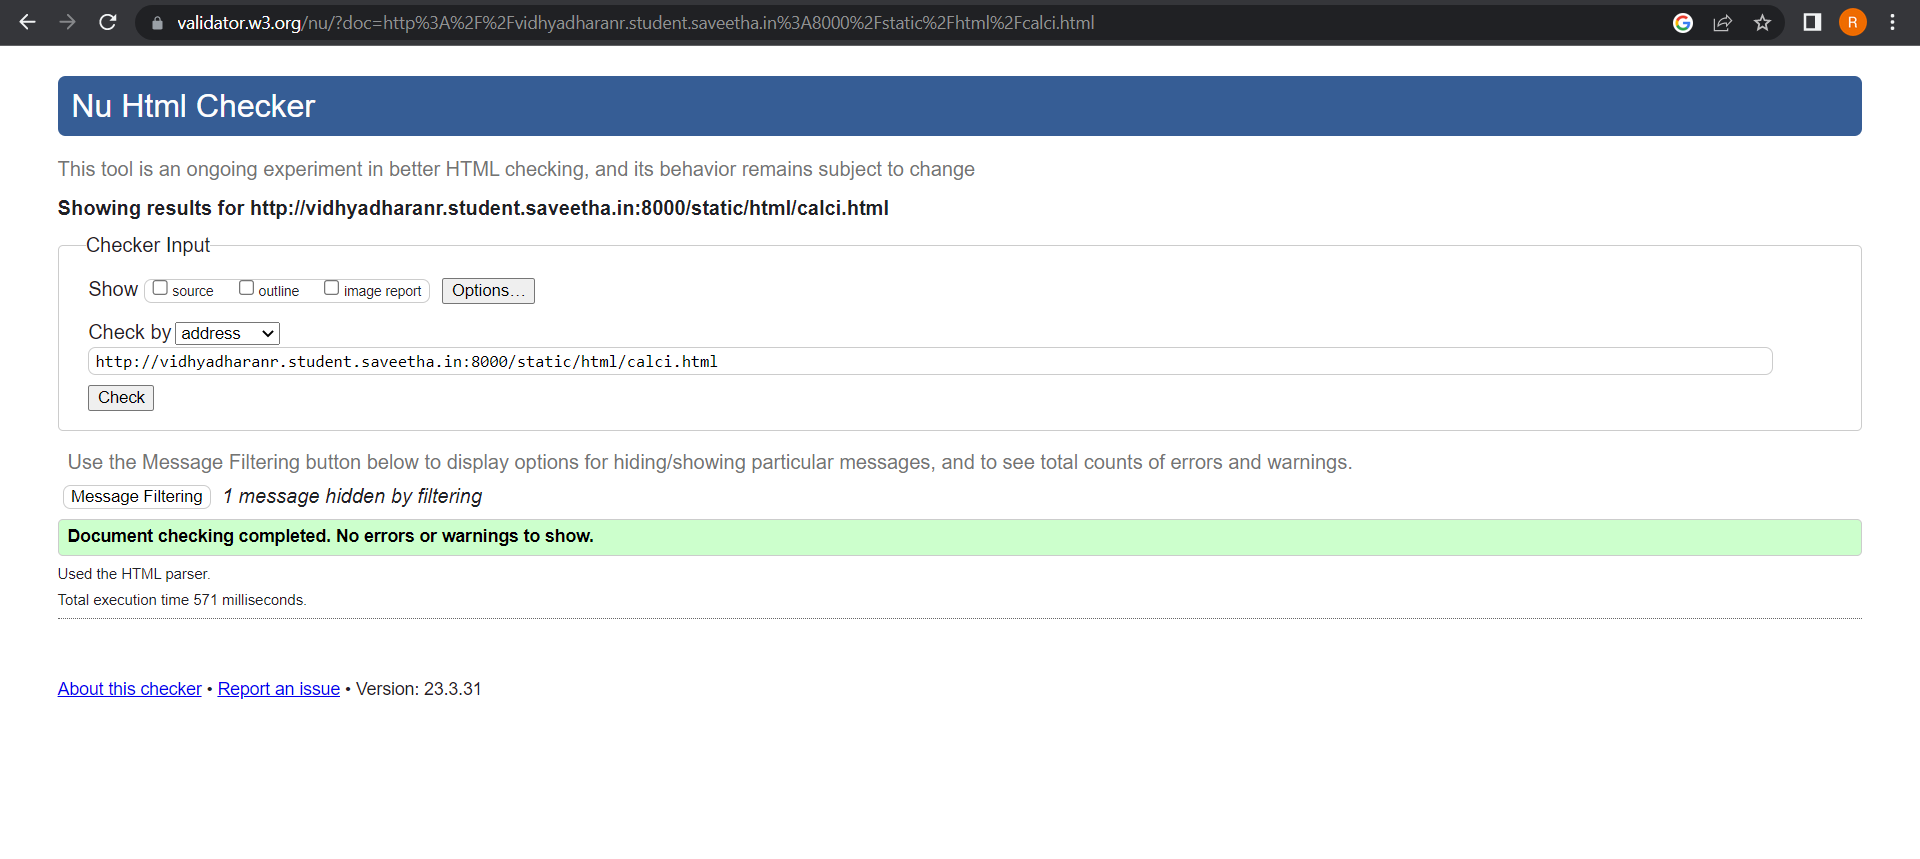 validator.w3.org/nu/?doc=http%3A%2F%2Fvidhyadharanr.student.saveetha.in%3A8000%2Fstatic%2Fhtml%2Fcalci.html
R
Nu Html Checker
This tool is an ongoing experiment in better HTML checking, and its behavior remains subject to change
Showing results for http://vidhyadharanr.student.saveetha.in:8000/static/html/calci.html
Checker Input
Show source outline image report Options...
Check by address
http://vidhyadharanr.student.saveetha.in:8000/static/html/calci.html
Check
Use the Message Filtering button below to display options for hiding/showing particular messages, and to see total counts of errors and warnings.
Message Filtering 1 message hidden by filtering
Document checking completed. No errors or warnings to show.
Used the HTML parser.
Total execution time 571 milliseconds.
About this checker • Report an issue • Version: 23.3.31